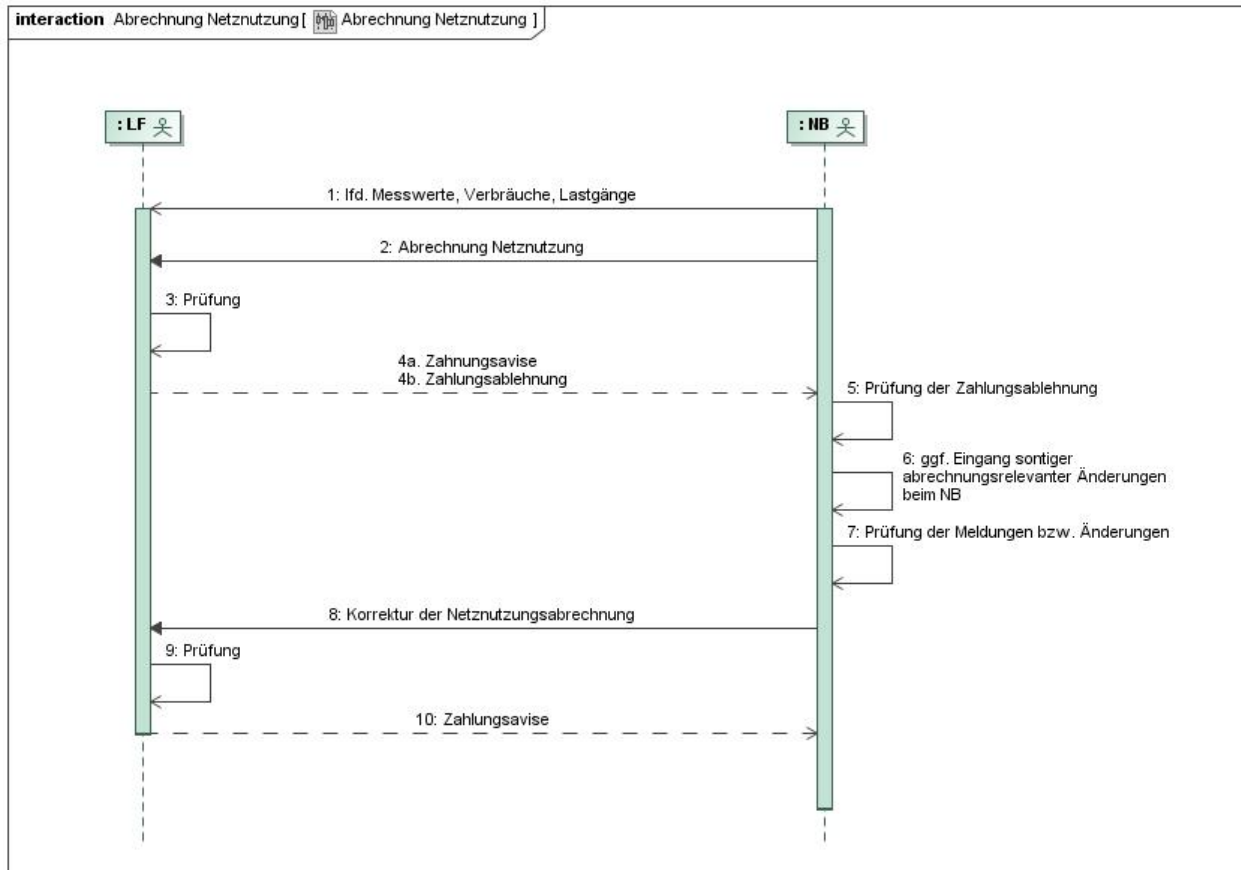 interaction Abrechnung Netznutzung [ Abrechnung Netznutzung ]
: LF
: NB
1: lfd. Messwerte, Verbräuche, Lastgänge
2: Abrechnung Netznutzung
3: Prüfung
4a. Zahnungsavise
4b. Zahlungsablehnung
5: Prüfung der Zahlungsablehnung
6: ggf. Eingang sontiger
abrechnungsrelevanter Änderungen
beim NB
7: Prüfung der Meldungen bzw. Änderungen
8: Korrektur der Netznutzungsabrechnung
9: Prüfung
10: Zahlungsavise